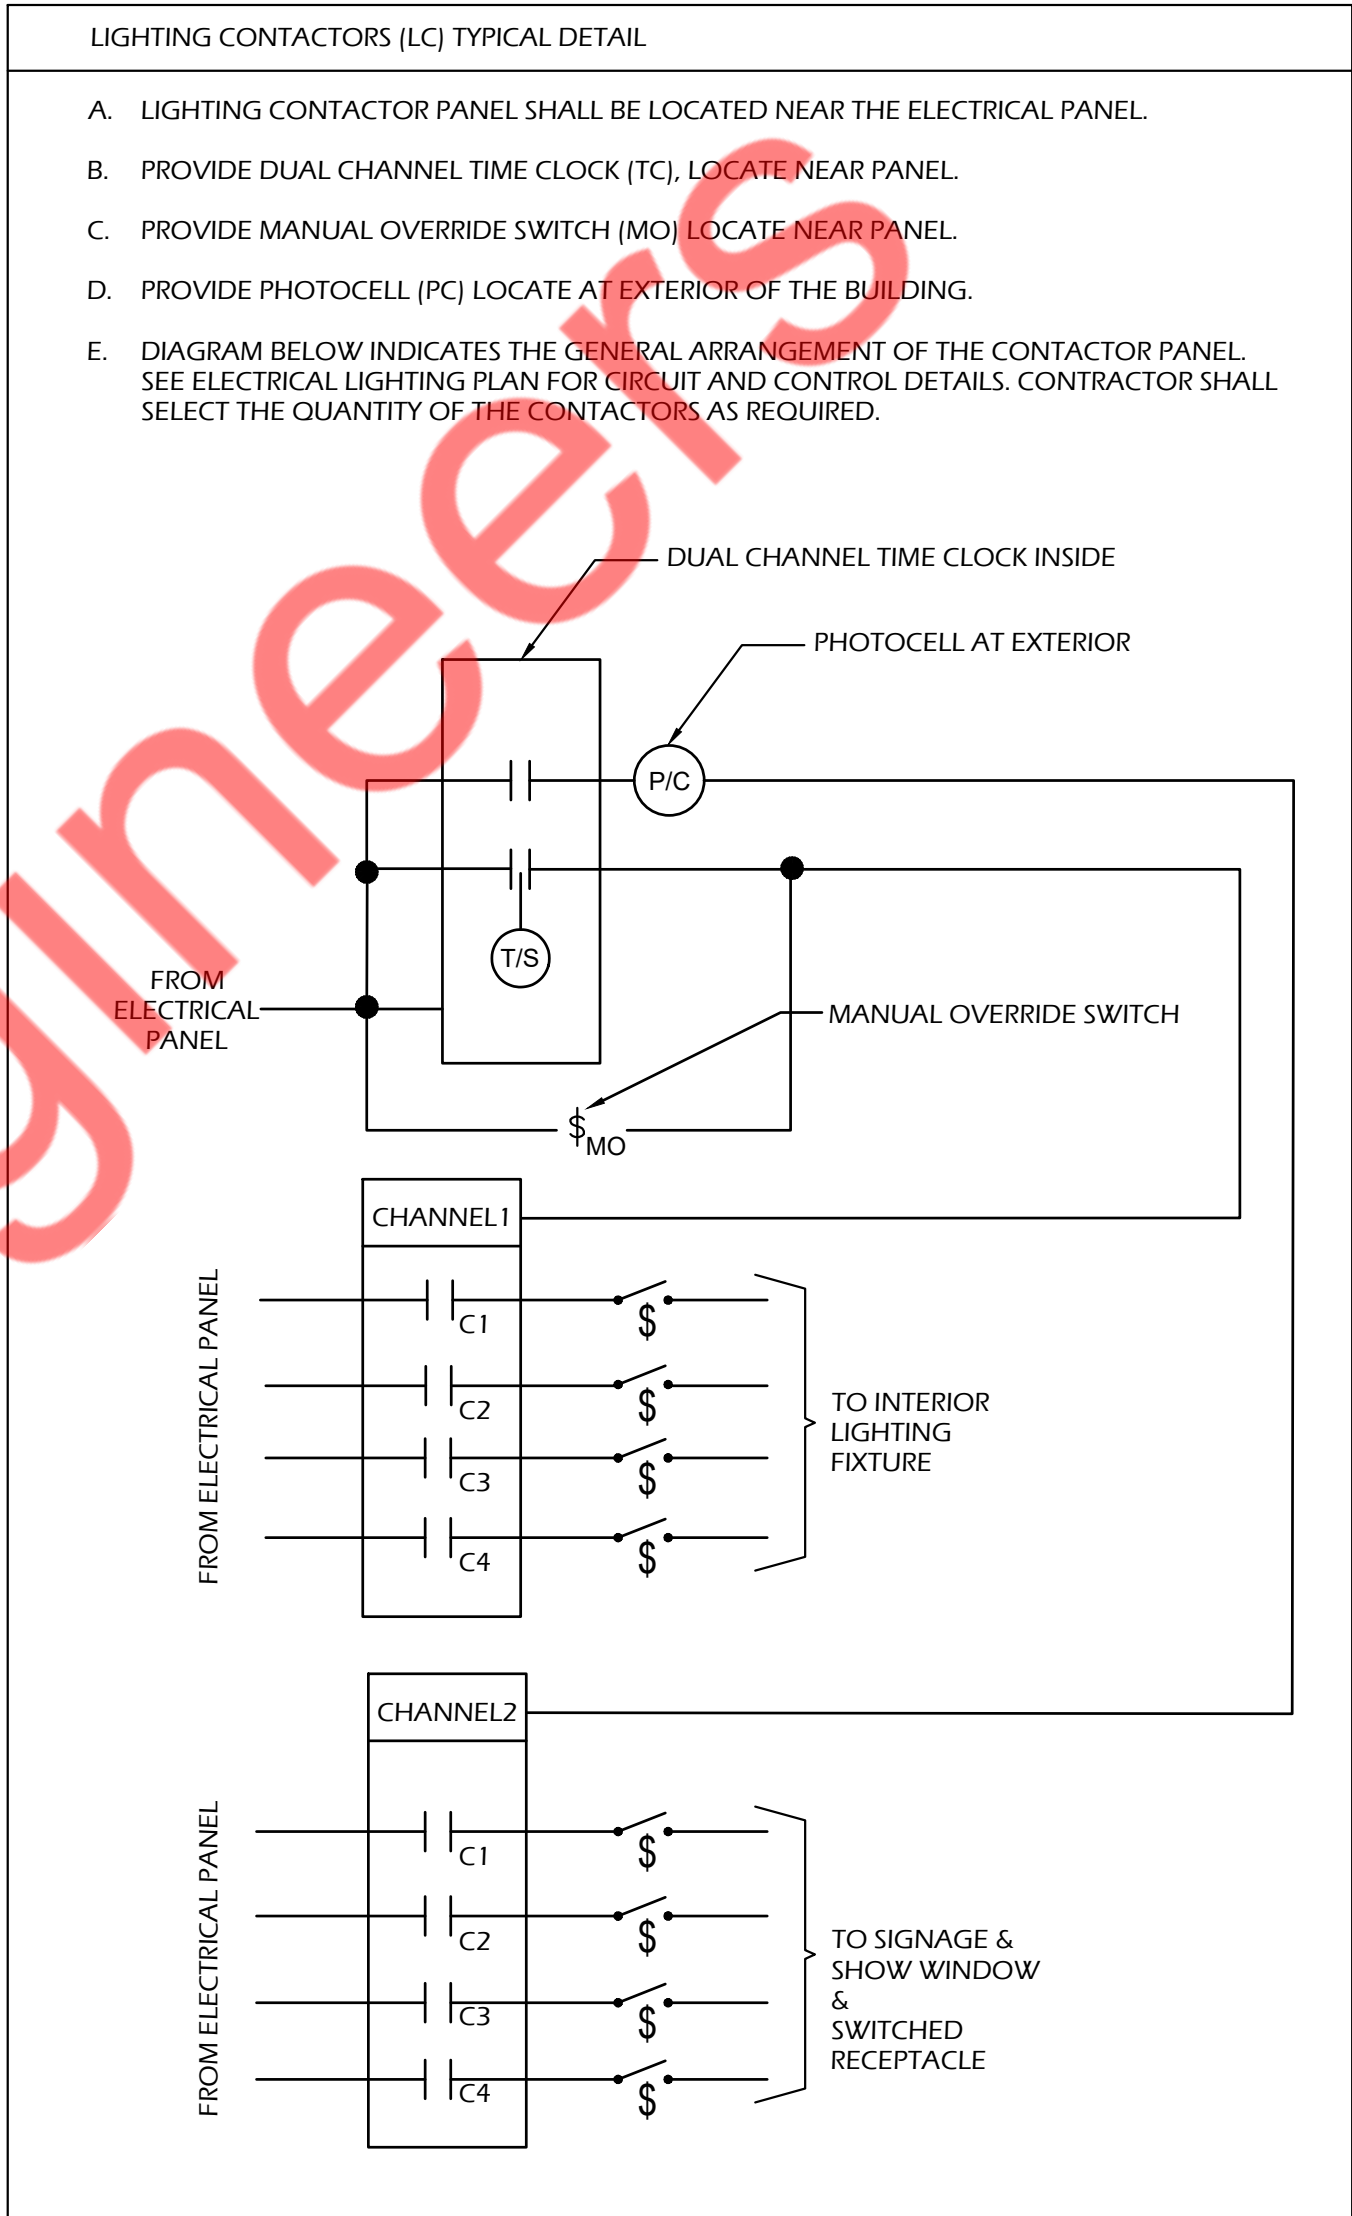 LIGHTING CONTACTORS (LC) TYPICAL DETAIL
A. LIGHTING CONTACTOR PANEL SHALL BE LOCATED NEAR THE ELECTRICAL PANEL.
B. PROVIDE DUAL CHANNEL TIME CLOCK (TC), LOCATE NEAR PANEL.
C. PROVIDE MANUAL OVERRIDE SWITCH (MO) LOCATE NEAR PANEL.
D. PROVIDE PHOTOCELL (PC) LOCATE AT EXTERIOR OF THE BUILDING.
E. DIAGRAM BELOW INDICATES THE GENERAL ARRANGEMENT OF THE CONTACTOR PANEL.
SEE ELECTRICAL LIGHTING PLAN FOR CIRCUIT AND CONTROL DETAILS. CONTRACTOR SHALL
SELECT THE QUANTITY OF THE CONTACTORS AS REQUIRED.
gineers
DUAL CHANNEL TIME CLOCK INSIDE
PHOTOCELL AT EXTERIOR
P/C
T/S
FROM
ELECTRICAL
PANEL
MANUAL OVERRIDE SWITCH
$MO
CHANNEL1
FROM ELECTRICAL PANEL
C1
$
C2
$
C3
$
C4
$
TO INTERIOR
LIGHTING
FIXTURE
CHANNEL2
FROM ELECTRICAL PANEL
C1
$
C2
$
C3
$
C4
$
TO SIGNAGE &
SHOW WINDOW
&
SWITCHED
RECEPTACLE